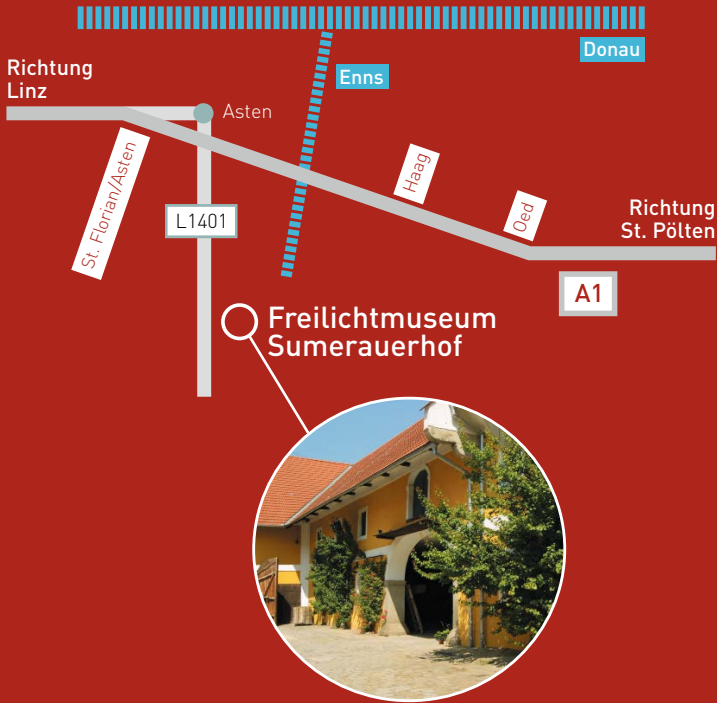 Donau
Richtung
Linz
Enns
Asten
St. Florian/Asten
Haag
L1401
Oed
Richtung
St. Pölten
A1
Freilichtmuseum
Sumerauerhof